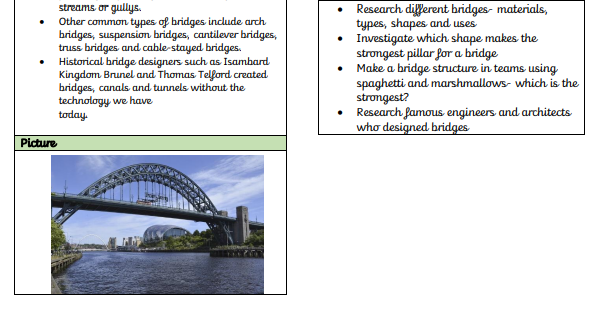 streams or gullys.
Other common types of bridges include arch
bridges, suspension bridges, cantilever bridges,
truss bridges and cable-stayed bridges.
Historical bridge designers such as Isambard
Kingdom Brunel and Thomas Telford created
bridges, canals and tunnels without the
technology we have
today.
Picture
Research different bridges- materials,
types, shapes and uses
Investigate which shape makes the
strongest pillar for a bridge
Make a bridge structure in teams using
spaghetti and marshmallows- which is the
strongest?
Research famous engineers and architects
who designed bridges